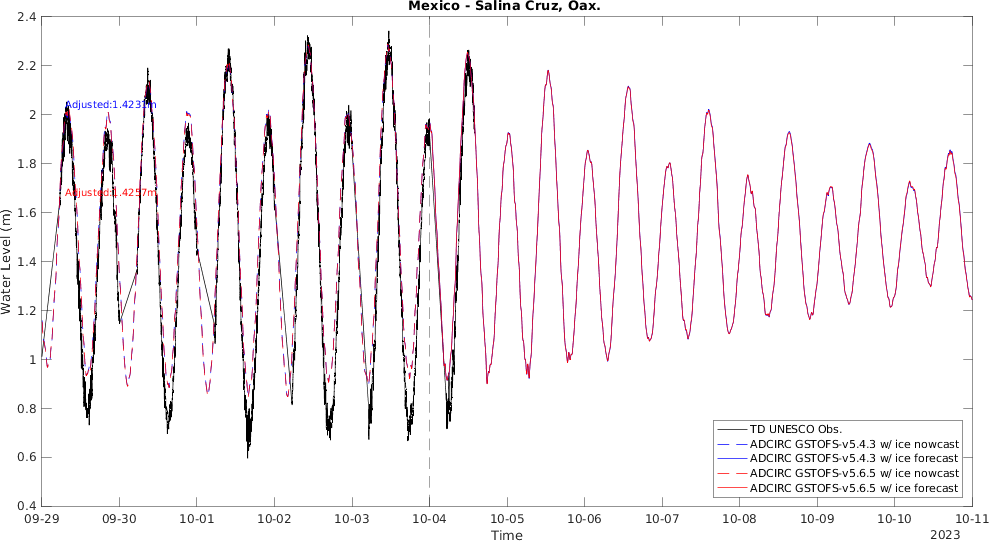 Mexico - Salina Cruz, Oax.
2.4
2.2
2
1.8
1.6
1.4
1.2
1
0.8
0.6
0.4
Water Level (m)
Adjusted:1.4231m
Adjusted:1.4257m
TD UNESCO Obs.
ADCIRC GSTOFS-v5.4.3 w/ ice nowcast
ADCIRC GSTOFS-v5.4.3 w/ ice forecast
ADCIRC GSTOFS-v5.6.5 w/ ice nowcast
ADCIRC GSTOFS-v5.6.5 w/ ice forecast
09-29 09-30 10-01 10-02 10-03 10-04 10-05 10-06 10-07 10-08 10-09 10-10 10-11
Time
2023